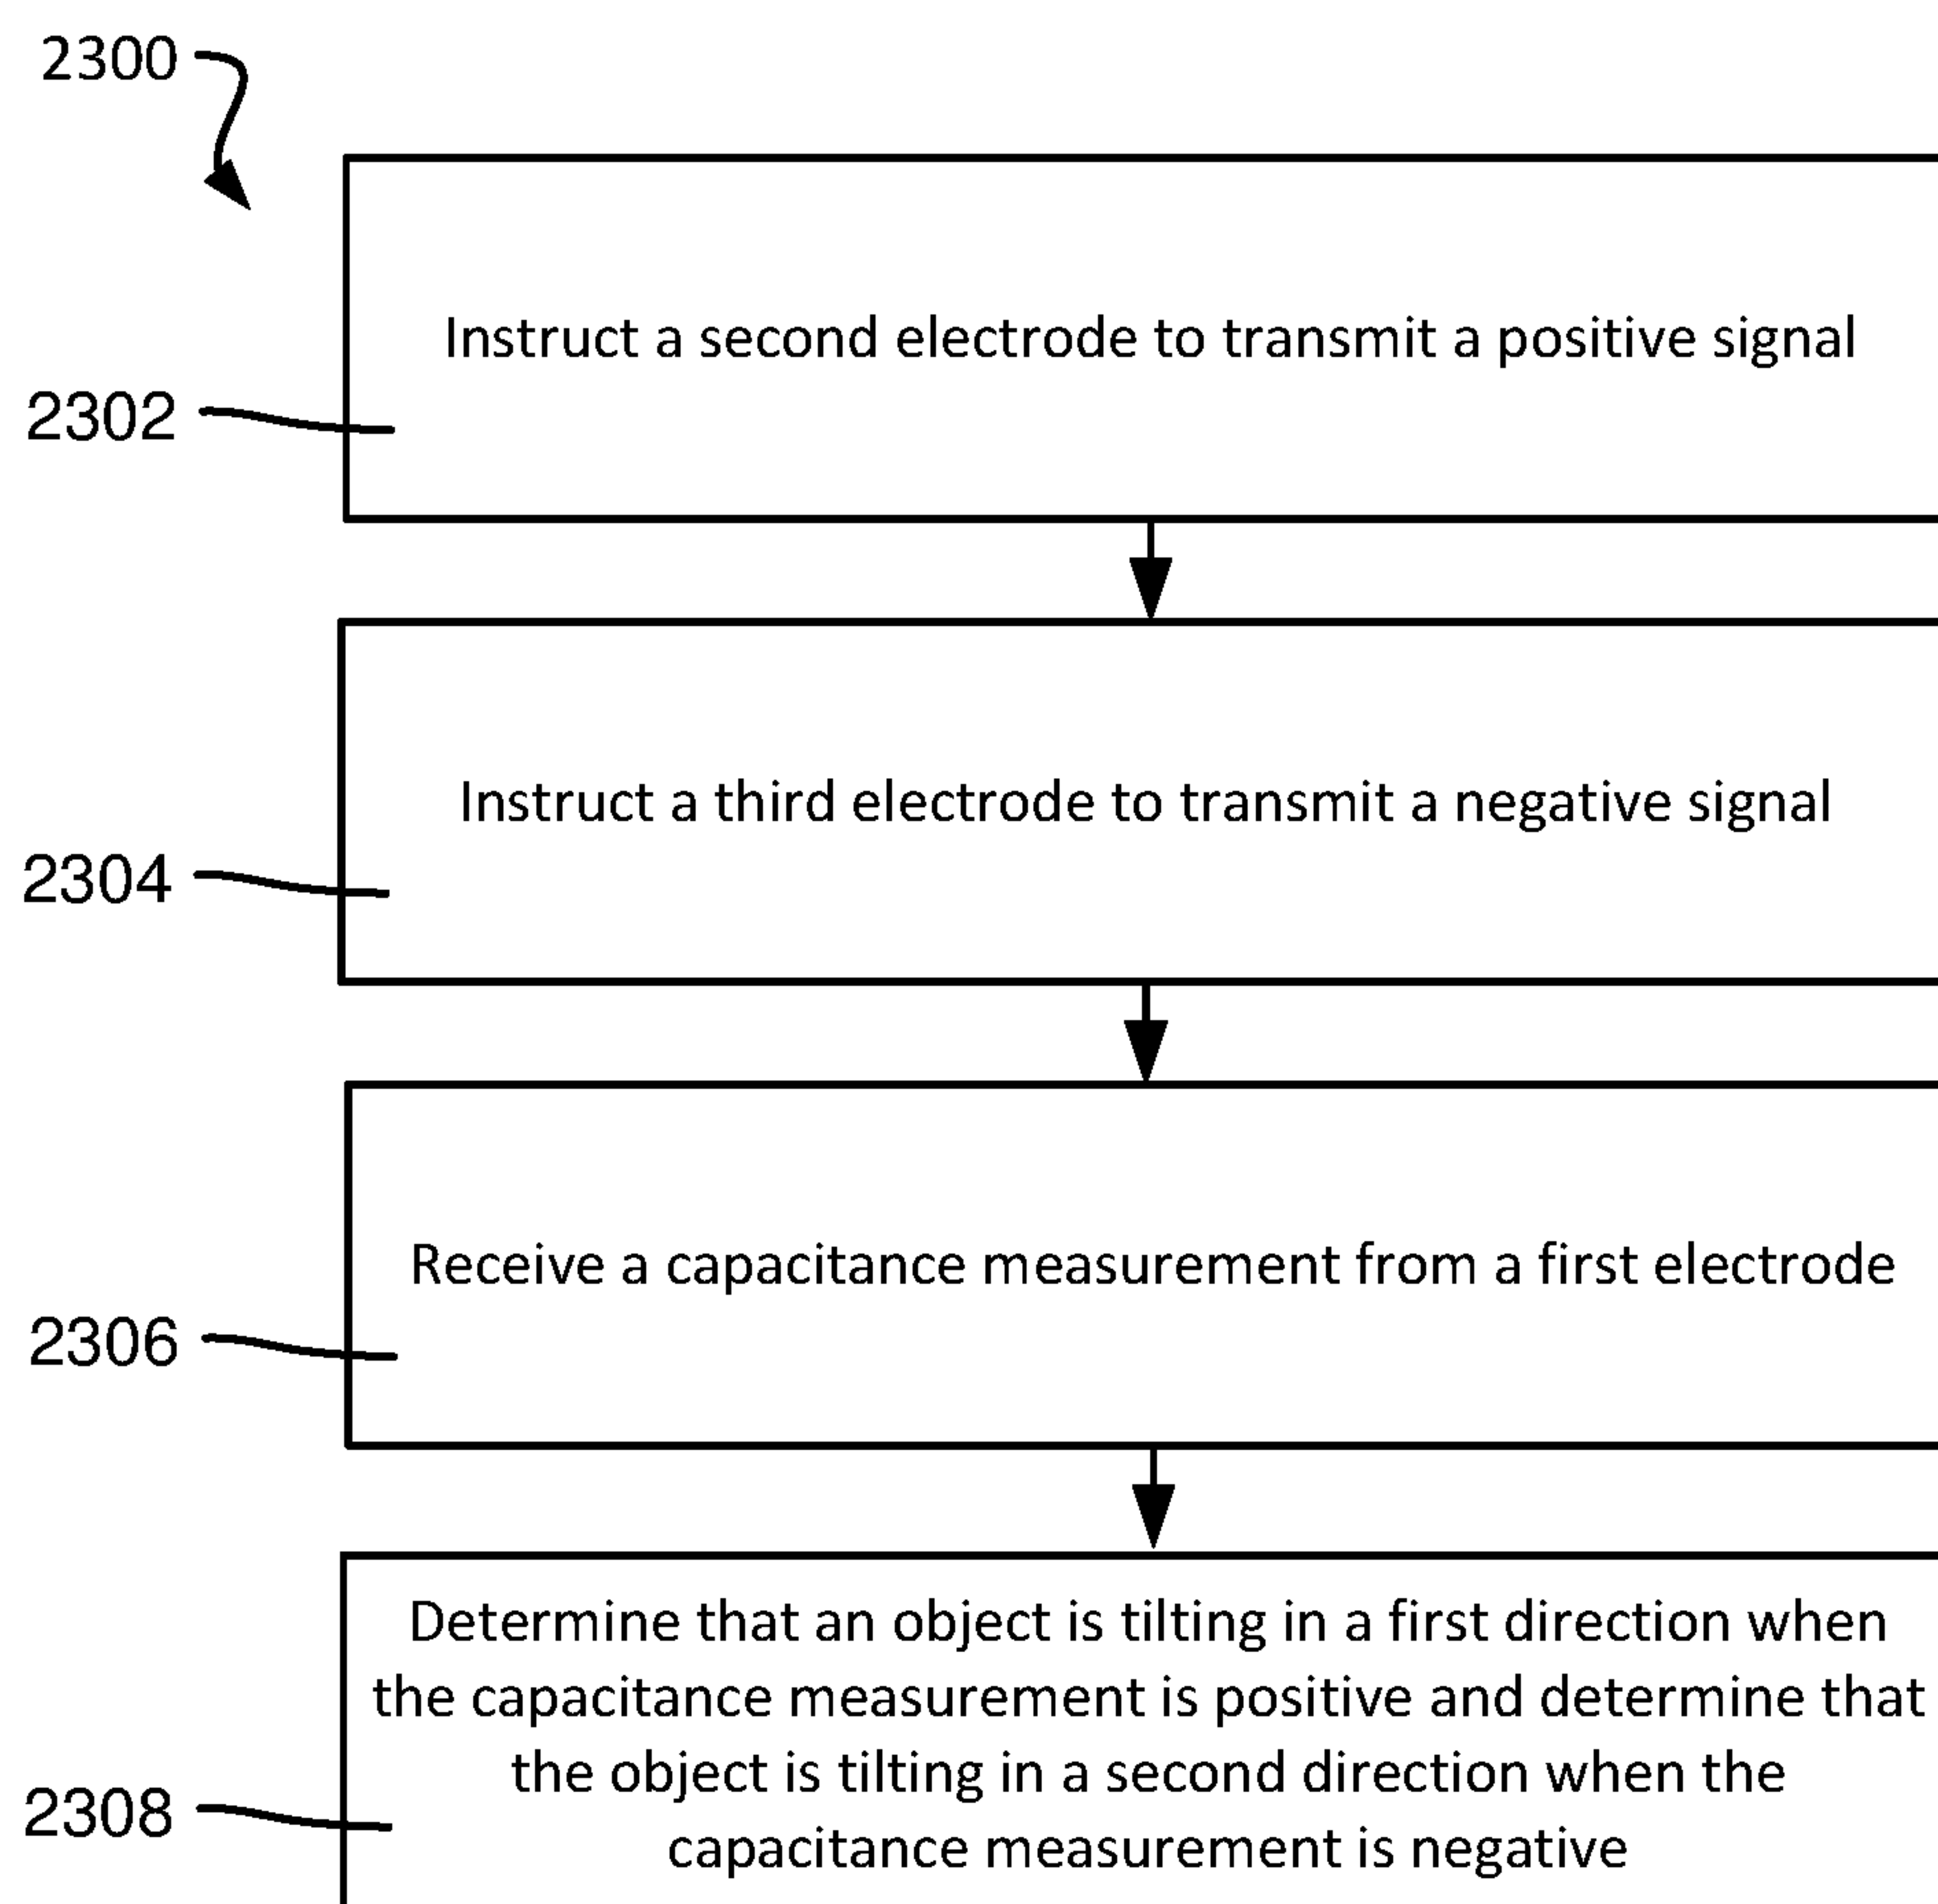 2300
Instruct a second electrode to transmit a positive signal
2302
Instruct a third electrode to transmit a negative signal
2304
Receive a capacitance measurement from a first electrode
2306
Determine that an object is tilting in a first direction when
the capacitance measurement is positive and determine that
the object is tilting in a second direction when the
2308
capacitance measurement is negative